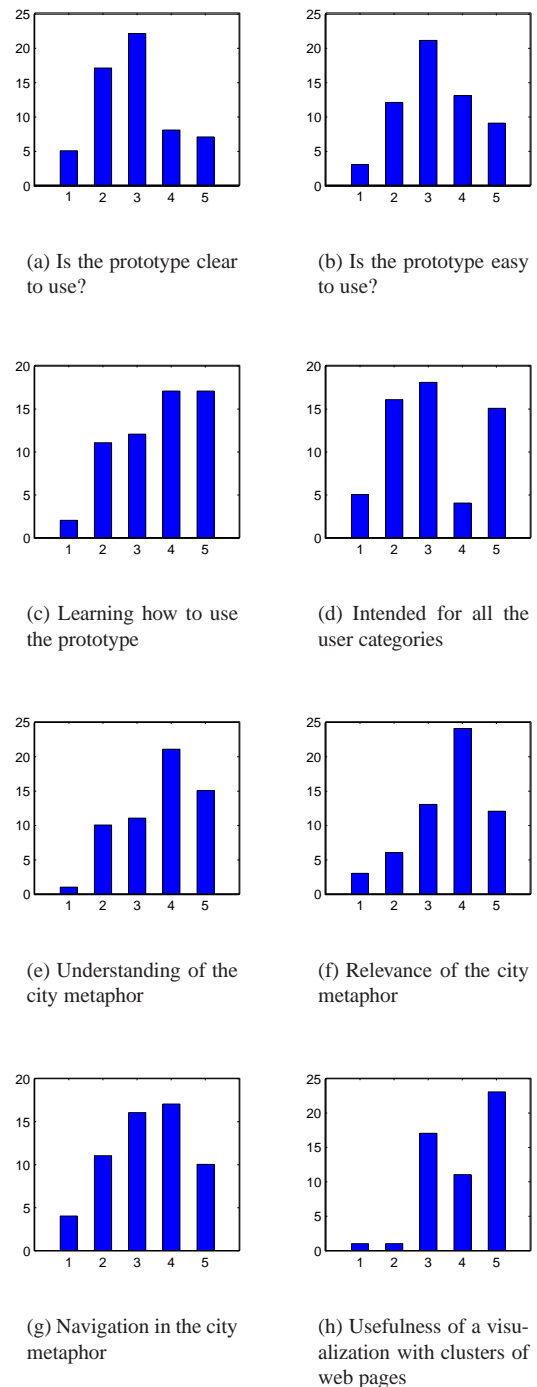 25
20
15
10
5
0
1 2 3 4 5
(a) Is the prototype clear
to use?
25
20
15
10
5
0
1 2 3 4 5
(b) Is the prototype easy
to use?
20
15
10
5
0
1 2 3 4 5
(c) Learning how to use
the prototype
20
15
10
5
0
1 2 3 4 5
(d) Intended for all the
user categories
25
20
15
10
5
0
1 2 3 4 5
(e) Understanding of the
city metaphor
25
20
15
10
5
0
1 2 3 4 5
(f) Relevance of the city
metaphor
20
15
10
5
0
1 2 3 4 5
(g) Navigation in the city
metaphor
25
20
15
10
5
0
1 2 3 4 5
(h) Usefulness of a visu-
alization with clusters of
web pages